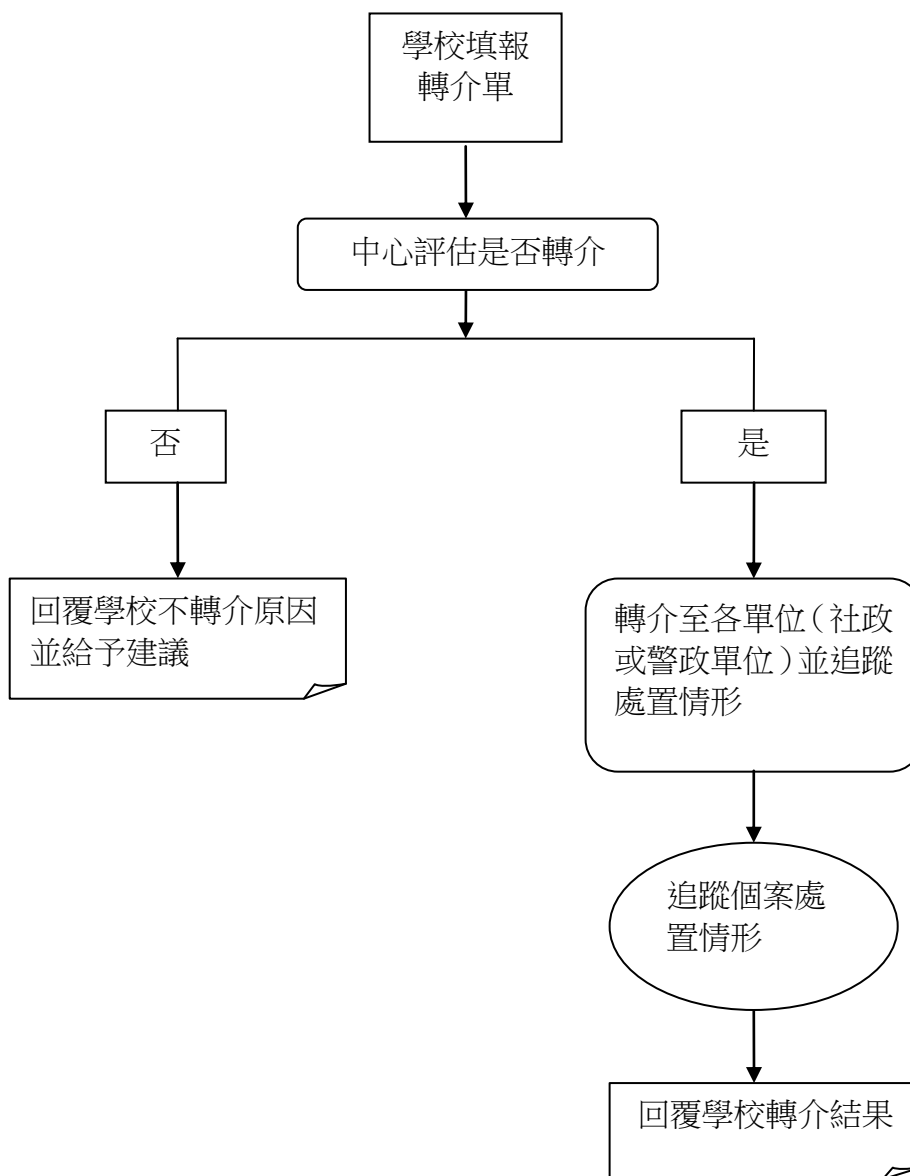 學校填報
轉介單
中心評估是否轉介
否
是
回覆學校不轉介原因
並給予建議
轉介至各單位(社政
或警政單位)並追蹤
處置情形
追蹤個案處
置情形
回覆學校轉介結果